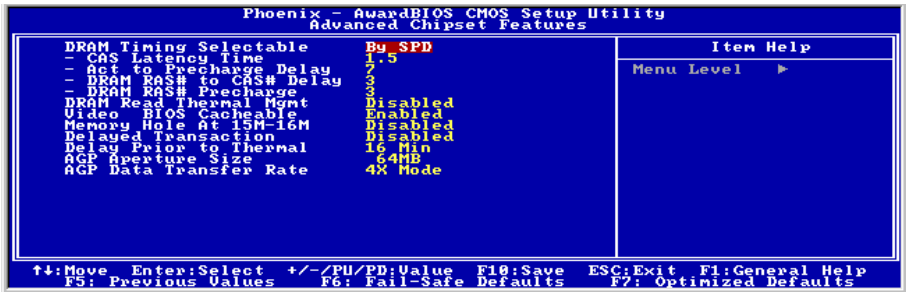 Phoenix - AwardBIOS CMOS Setup Utility
Advanced Chipset Features
DRAM Timing Selectable By SPD
- CAS Latency Time 1.5
- Act to Precharge Delay 7
- DRAM RAS# to CAS# Delay 3
- DRAM RAS# Precharge 3
DRAM Read Thermal Mgmt Disabled
Video BIOS Cacheable Enabled
Memory Hole At 15M-16M Disabled
Delayed Transaction Disabled
Delay Prior to Thermal 16 Min
AGP Aperture Size 64MB
AGP Data Transfer Rate 4X Mode
Item Help
Menu Level ►
↑↓:Move Enter:Select +/-/PU/PD:Value F10:Save ESC:Exit F1:General Help
F5: Previous Values F6: Fail-Safe Defaults F7: Optimized Defaults